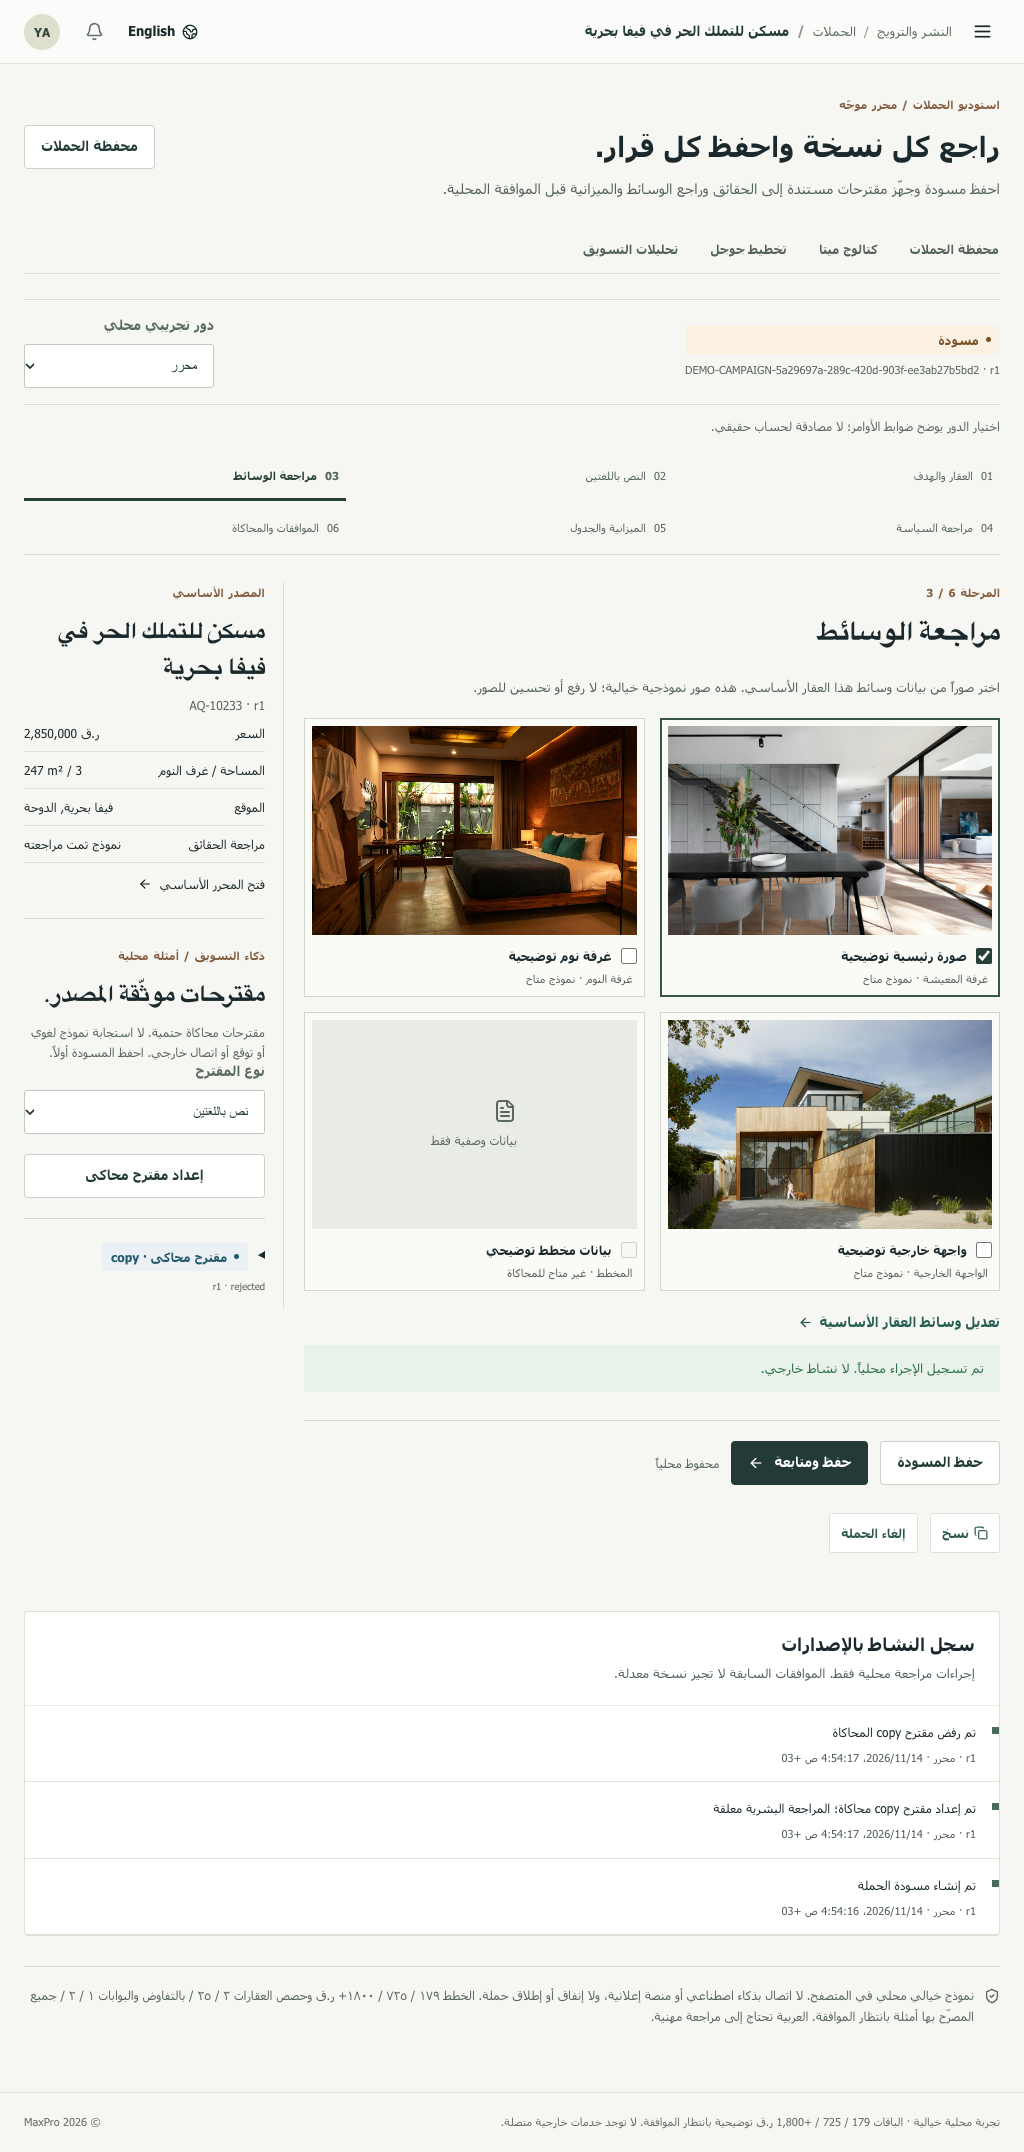 النشر والترويج / الحملات / مسكن للتملك الحر في فيفا بحرية
English
YA
استوديو الحملات / محرر موجّه
راجع كل نسخة واحفظ كل قرار.
محفظة الحملات
احفظ مسودة وجهّز مقترحات مستندة إلى الحقائق وراجع الوسائط والميزانية قبل الموافقة المحلية.
محفظة الحملات
كتالوج ميتا
تخطيط جوجل
تحليلات التسويق
مسودة
DEMO-CAMPAIGN-5a29697a-289c-420d-903f-ee3ab27b5bd2 · r1
دور تجريبي محلي
محرر
اختيار الدور يوضح ضوابط الأوامر؛ لا مصادقة لحساب حقيقي.
01 العقار والهدف
02 النص باللغتين
03 مراجعة الوسائط
04 مراجعة السياسة
05 الميزانية والجدول
06 الموافقات والمحاكاة
المرحلة 6 / 3
مراجعة الوسائط
اختر صوراً من بيانات وسائط هذا العقار الأساسي. هذه صور نموذجية خيالية؛ لا رفع أو تحسين للصور.
صورة رئيسية توضيحية
غرفة المعيشة · نموذج متاح
غرفة نوم توضيحية
غرفة النوم · نموذج متاح
واجهة خارجية توضيحية
الواجهة الخارجية · نموذج متاح
بيانات وصفية فقط
بيانات مخطط توضيحي
المخطط · غير متاح للمحاكاة
تعديل وسائط العقار الأساسية ←
تم تسجيل الإجراء محلياً. لا نشاط خارجي.
حفظ المسودة
حفظ ومتابعة ←
محفوظ محلياً
نسخ
إلغاء الحملة
المصدر الأساسي
مسكن للتملك الحر في
فيفا بحرية
AQ-10233 · r1
السعر
2,850,000 ر.ق
المساحة / غرف النوم
247 m² / 3
الموقع
فيفا بحرية, الدوحة
مراجعة الحقائق
نموذج تمت مراجعته
فتح المحرر الأساسي ←
ذكاء التسويق / أمثلة محلية
مقترحات موثّقة المصدر.
مقترحات محاكاة حتمية. لا استجابة نموذج لغوي
أو توقع أو اتصال خارجي. احفظ المسودة أولاً.
نوع المقترح
نص باللغتين
إعداد مقترح محاكى
مقترح محاكى · copy
r1 · rejected
سجل النشاط بالإصدارات
إجراءات مراجعة محلية فقط. الموافقات السابقة لا تجيز نسخة معدلة.
تم رفض مقترح copy المحاكاة
r1 · محرر · 2026/11/14، 4:54:17 ص +03
تم إعداد مقترح copy محاكاة؛ المراجعة البشرية معلقة
r1 · محرر · 2026/11/14، 4:54:17 ص +03
تم إنشاء مسودة الحملة
r1 · محرر · 2026/11/14، 4:54:16 ص +03
نموذج خيالي محلي في المتصفح. لا اتصال بذكاء اصطناعي أو منصة إعلانية، ولا إنفاق أو إطلاق حملة. الخطط ١٧٩ / ٧٢٥ / ١٨٠٠+ ر.ق وحصص العقارات ٣ / ٢٥ / بالتفاوض والبوابات ١ / ٢ / جميع
المصرّح بها أمثلة بانتظار الموافقة. العربية تحتاج إلى مراجعة مهنية.
تجربة محلية خيالية · الباقات 179 / 725 / +1,800 ر.ق توضيحية بانتظار الموافقة. لا توجد خدمات خارجية متصلة.
© 2026 MaxPro